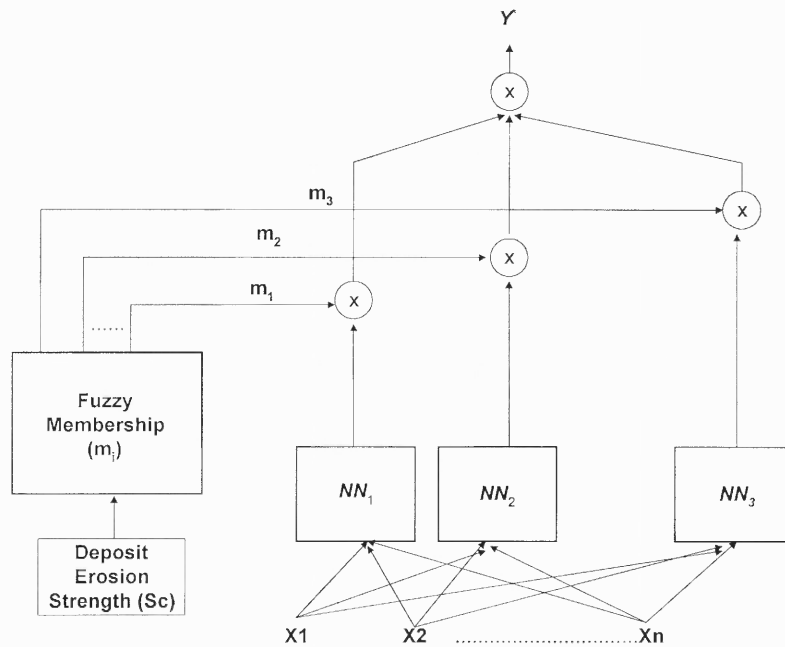 Y
x
m3
x
m2
x
m1
x
......
Fuzzy
Membership
(mi)
NN1
NN2
NN3
Deposit
Erosion
Strength (Sc)
X1 X2 ..............................Xn